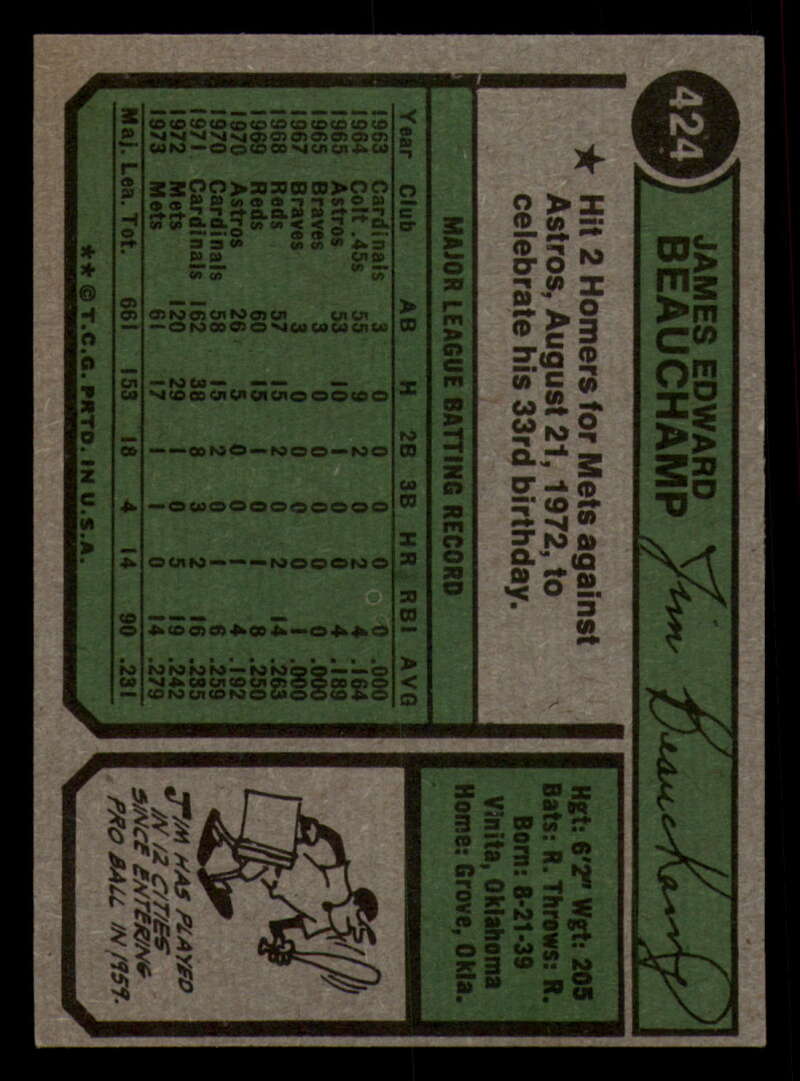 424
JAMES EDWARD
BEAUCHAMP
Jim Beauchamp
★ Hit 2 Homers for Mets against
Astros, August 21, 1972, to
celebrate his 33rd birthday.
MAJOR LEAGUE BATTING RECORD
Year Club AB H 2B 3B HR RBI AVG
1963 Cardinals 3 0 0 0 0 0 .000
1964 Colt .45s 55 9 2 0 2 4 .164
1965 Astros 53 10 1 0 0 4 .189
1965 Braves 3 0 0 0 0 0 .000
1967 Braves 3 0 0 0 0 1 .000
1968 Reds 57 15 2 0 2 14 .263
1969 Reds 60 15 1 0 1 8 .250
1970 Astros 26 5 0 0 1 4 .192
1970 Cardinals 58 15 2 0 1 6 .259
1971 Cardinals 162 38 8 3 2 16 .235
1972 Mets 120 29 1 0 5 19 .242
1973 Mets 61 17 1 1 0 14 .279
Maj. Lea. Tot. 661 153 18 4 14 90 .231
**© T.C.G. PRTD. IN U.S.A.
Hgt: 6'2" Wgt: 205
Bats: R. Throws: R.
Born: 8-21-39
Vinita, Oklahoma
Home: Grove, Okla.
JIM HAS PLAYED
IN 12 CITIES
SINCE ENTERING
PRO BALL IN 1959.